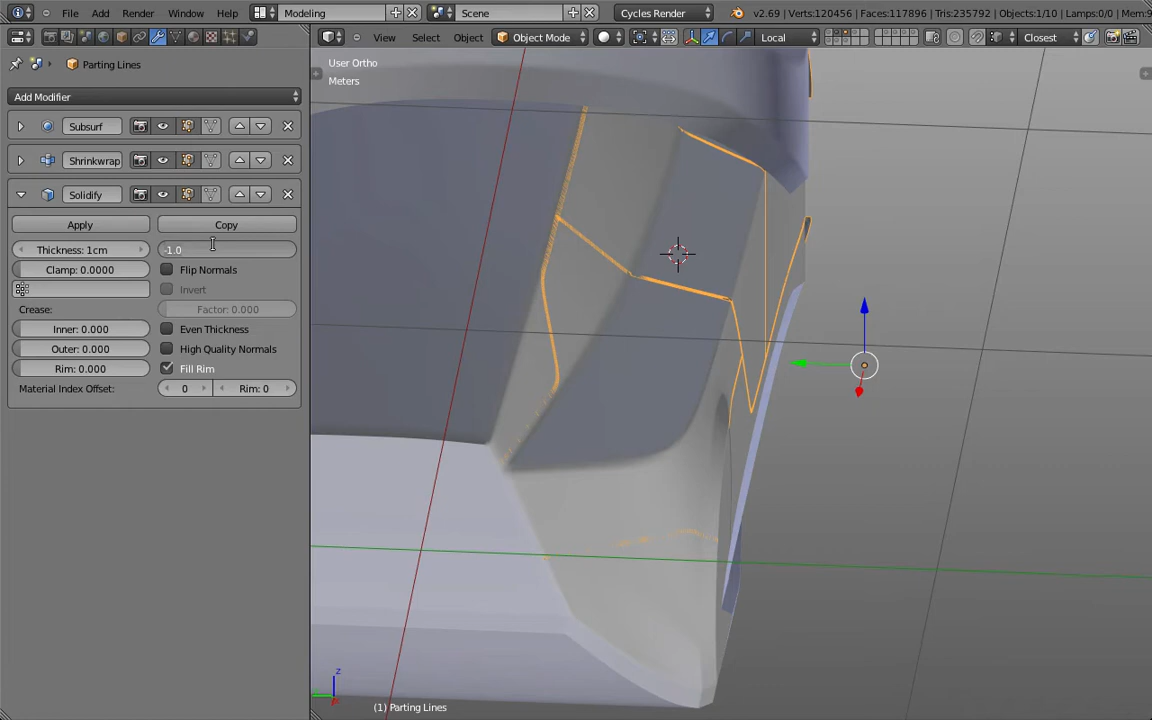 File Add Render Window Help Modeling Scene Cycles Render v2.69 | Verts:120456 | Faces:117896 | Tris:235792 | Objects:1/10 | Lamps:0/0 | Mem:9
View Select Object Object Mode Local Closest
Parting Lines
User Ortho
Meters
Add Modifier
Subsurf
Shrinkwrap
Solidify
Apply Copy
Thickness: 1cm -1.0
Clamp: 0.0000 Flip Normals
Invert
Crease: Factor: 0.000
Inner: 0.000 Even Thickness
Outer: 0.000 High Quality Normals
Rim: 0.000 Fill Rim
Material Index Offset: 0 Rim: 0
z
(1) Parting Lines